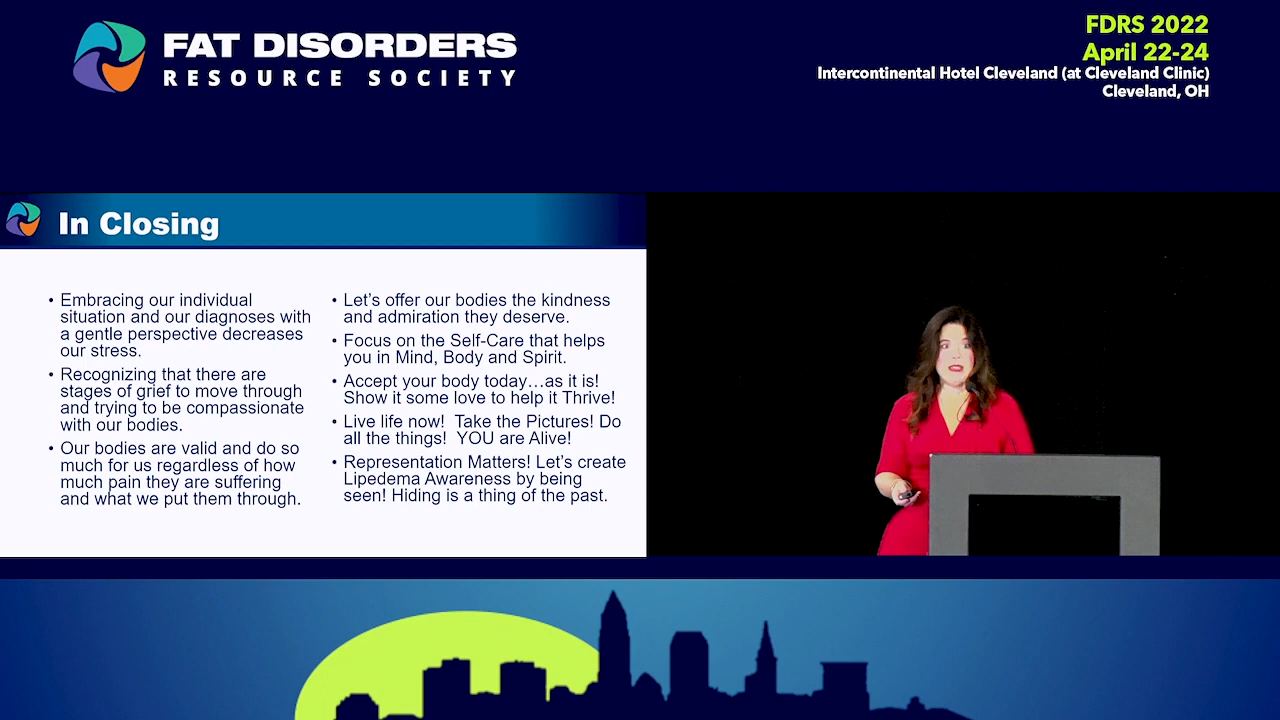 FAT DISORDERS
RESOURCE SOCIETY
FDRS 2022
April 22-24
Intercontinental Hotel Cleveland (at Cleveland Clinic)
Cleveland, OH
In Closing
• Embracing our individual
situation and our diagnoses with
a gentle perspective decreases
our stress.
• Recognizing that there are
stages of grief to move through
and trying to be compassionate
with our bodies.
• Our bodies are valid and do so
much for us regardless of how
much pain they are suffering
and what we put them through.
• Let's offer our bodies the kindness
and admiration they deserve.
• Focus on the Self-Care that helps
you in Mind, Body and Spirit.
• Accept your body today…as it is!
Show it some love to help it Thrive!
• Live life now!  Take the Pictures! Do
all the things!  YOU are Alive!
• Representation Matters! Let's create
Lipedema Awareness by being
seen! Hiding is a thing of the past.